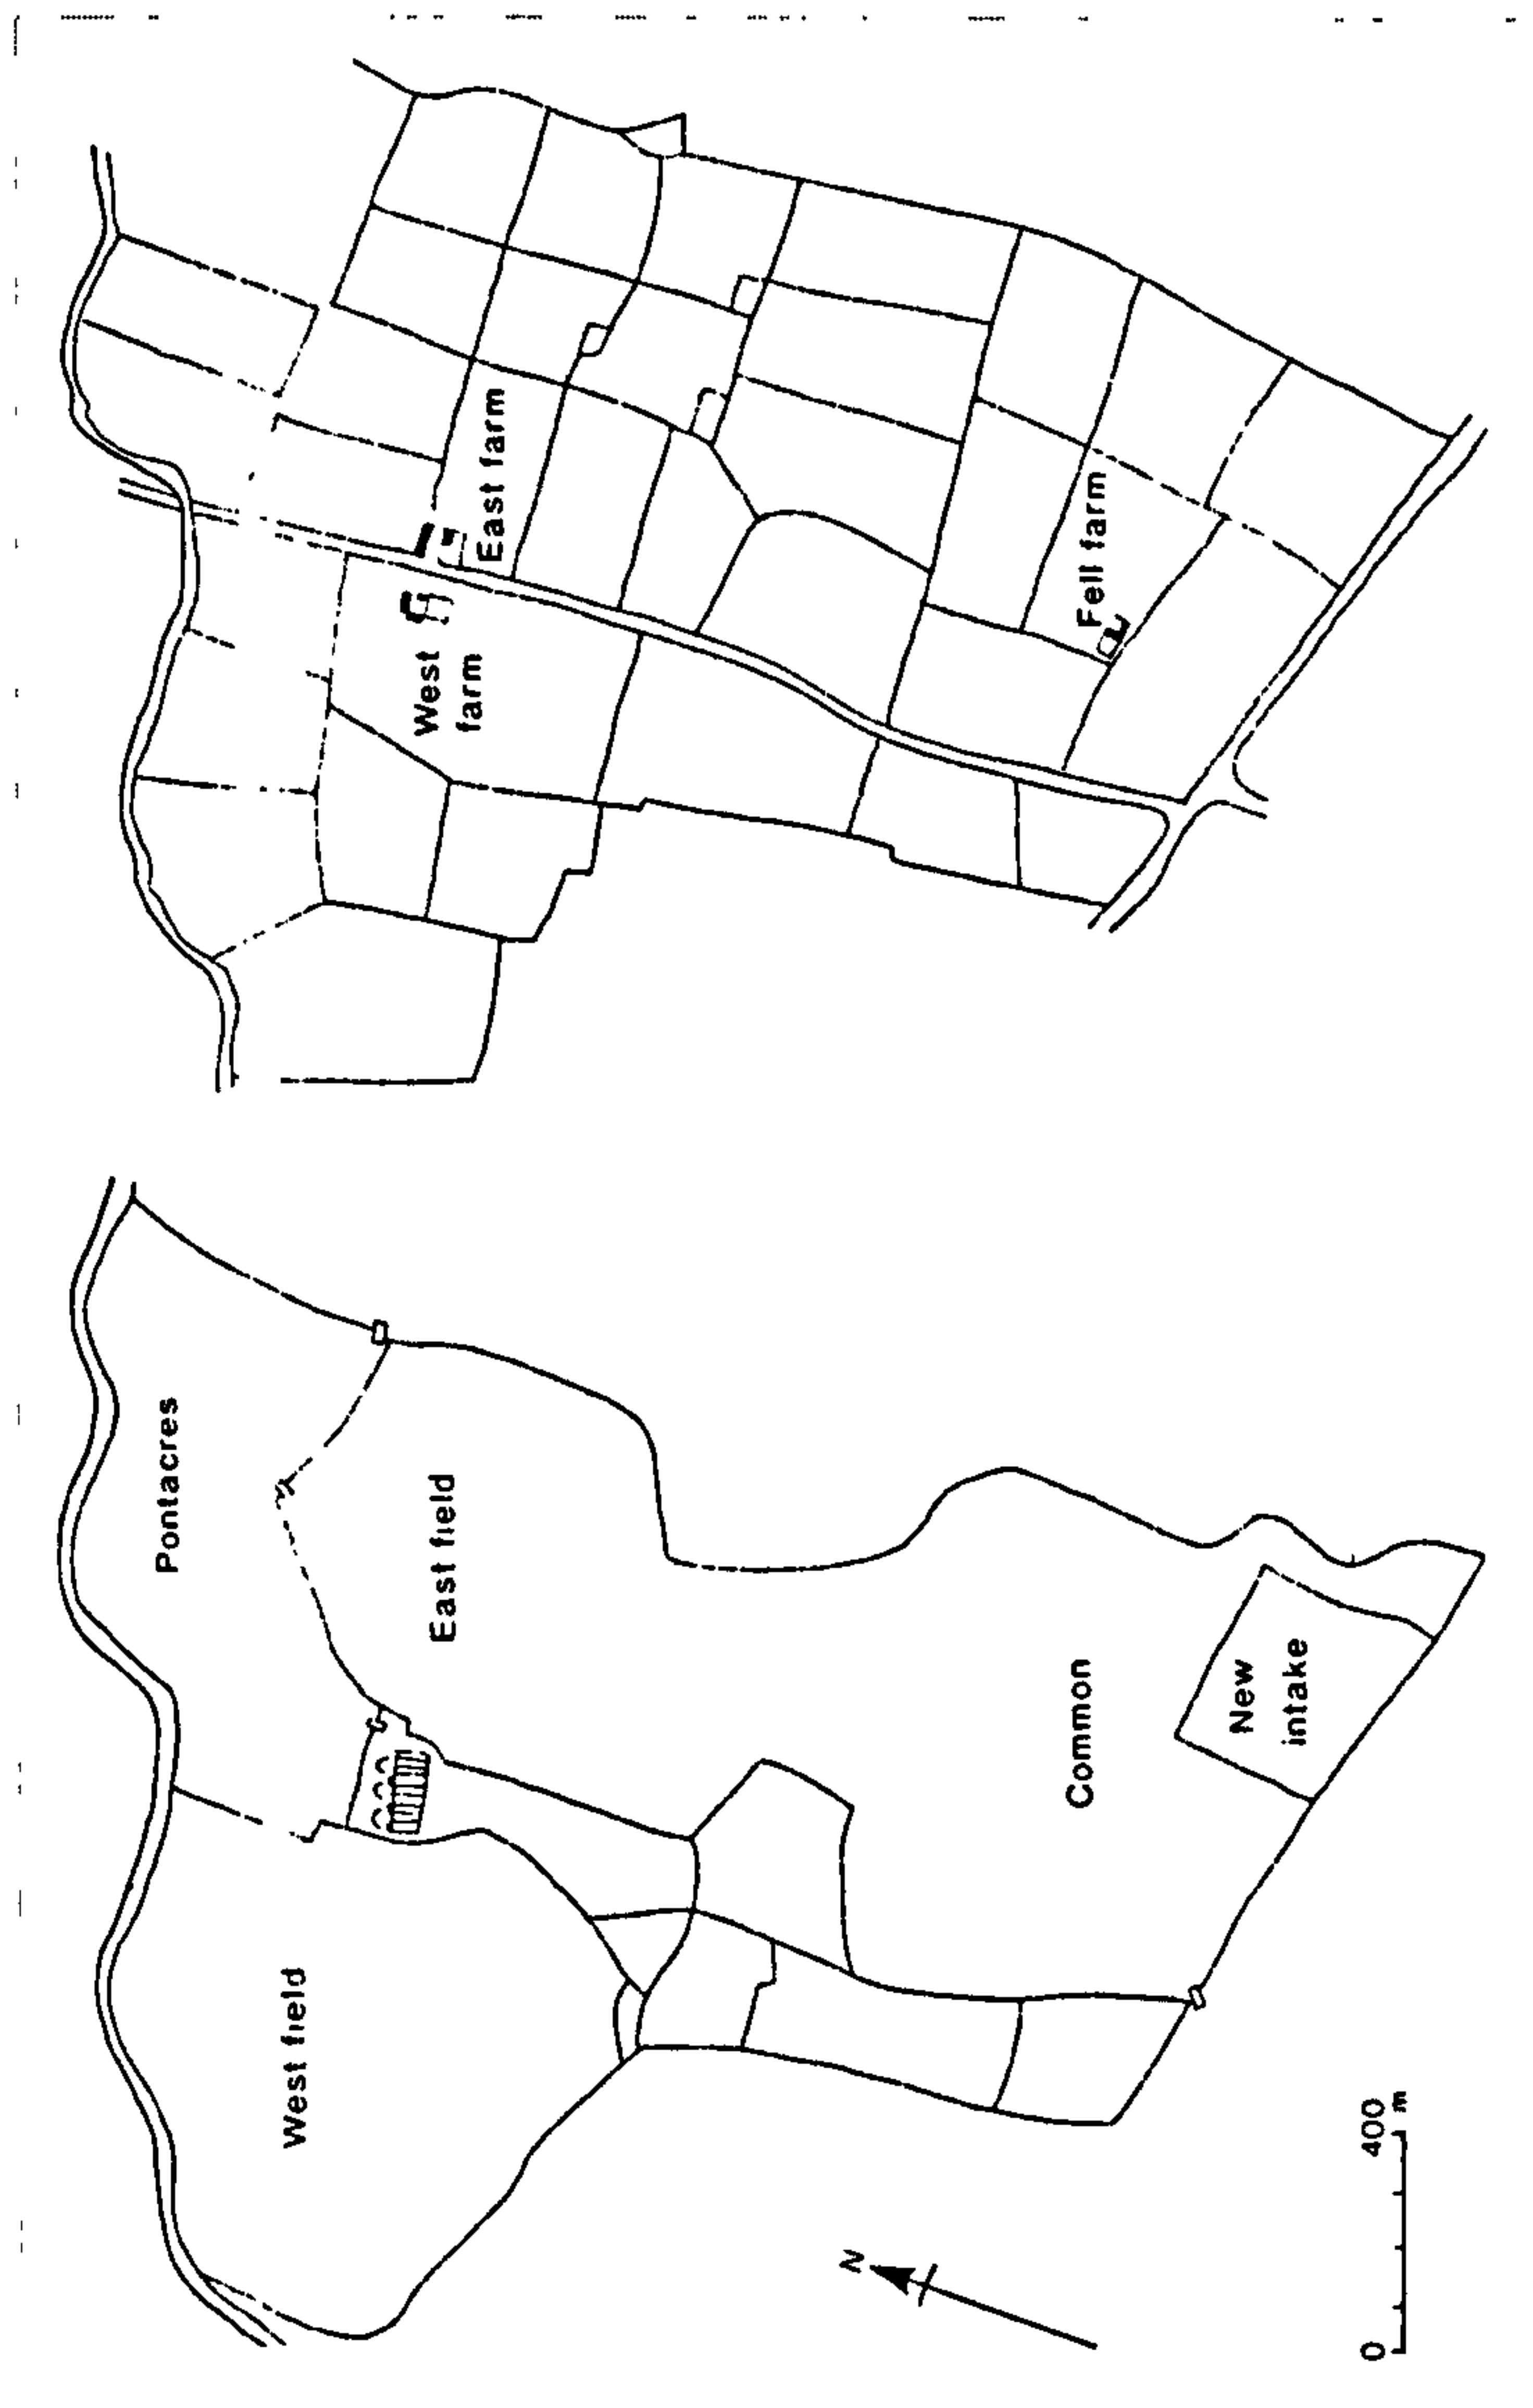 West field
Pontacres
East field
Common
New
intake
N
0 400
m
West
farm
East farm
Fell farm